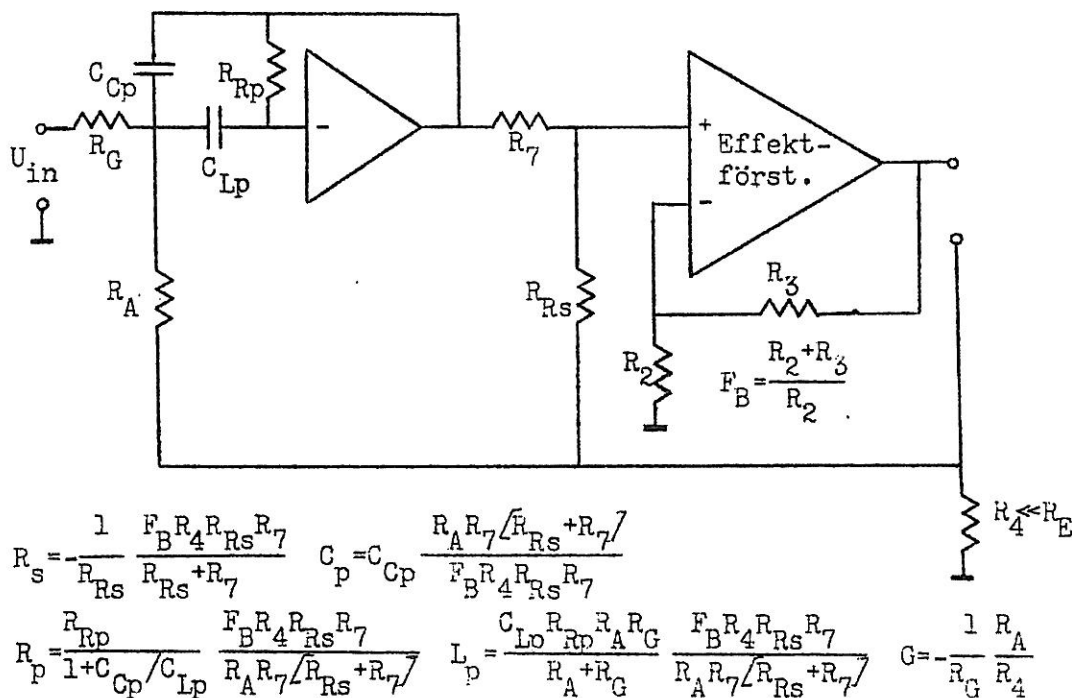 C_Cp
R_Rp
U_in
R_G
C_Lp
-
R_7
+
-
Effekt-
först.
R_A
R_Rs
R_3
R_2
F_B = (R_2+R_3)/R_2
R_4≪R_E
R_s = -(1/R_Rs) (F_B R_4 R_Rs R_7)/(R_Rs+R_7)
C_p = C_Cp (R_A R_7 [R_Rs+R_7])/(F_B R_4 R_Rs R_7)
R_p = (R_Rp)/(1+C_Cp/C_Lp) (F_B R_4 R_Rs R_7)/(R_A R_7 [R_Rs+R_7])
L_p = (C_Lp R_Rp R_A R_G)/(R_A+R_G) (F_B R_4 R_Rs R_7)/(R_A R_7 [R_Rs+R_7])
G = -(1/R_G) (R_A/R_4)